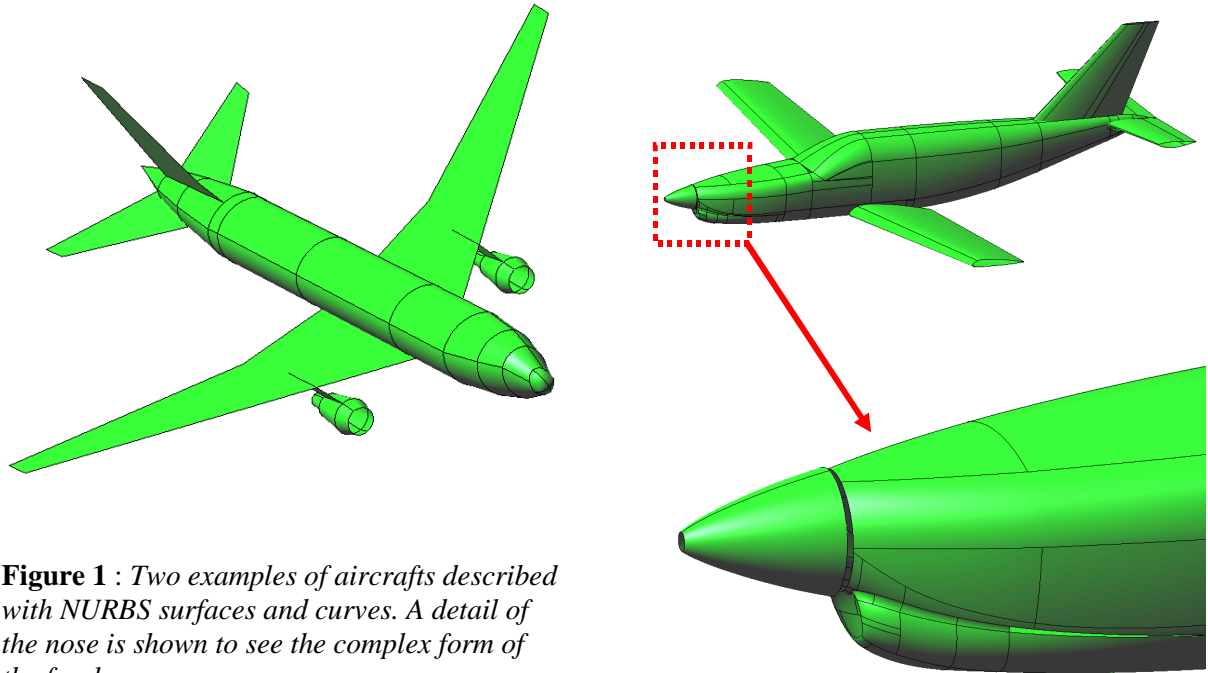 Figure 1 : Two examples of aircrafts described
with NURBS surfaces and curves. A detail of
the nose is shown to see the complex form of